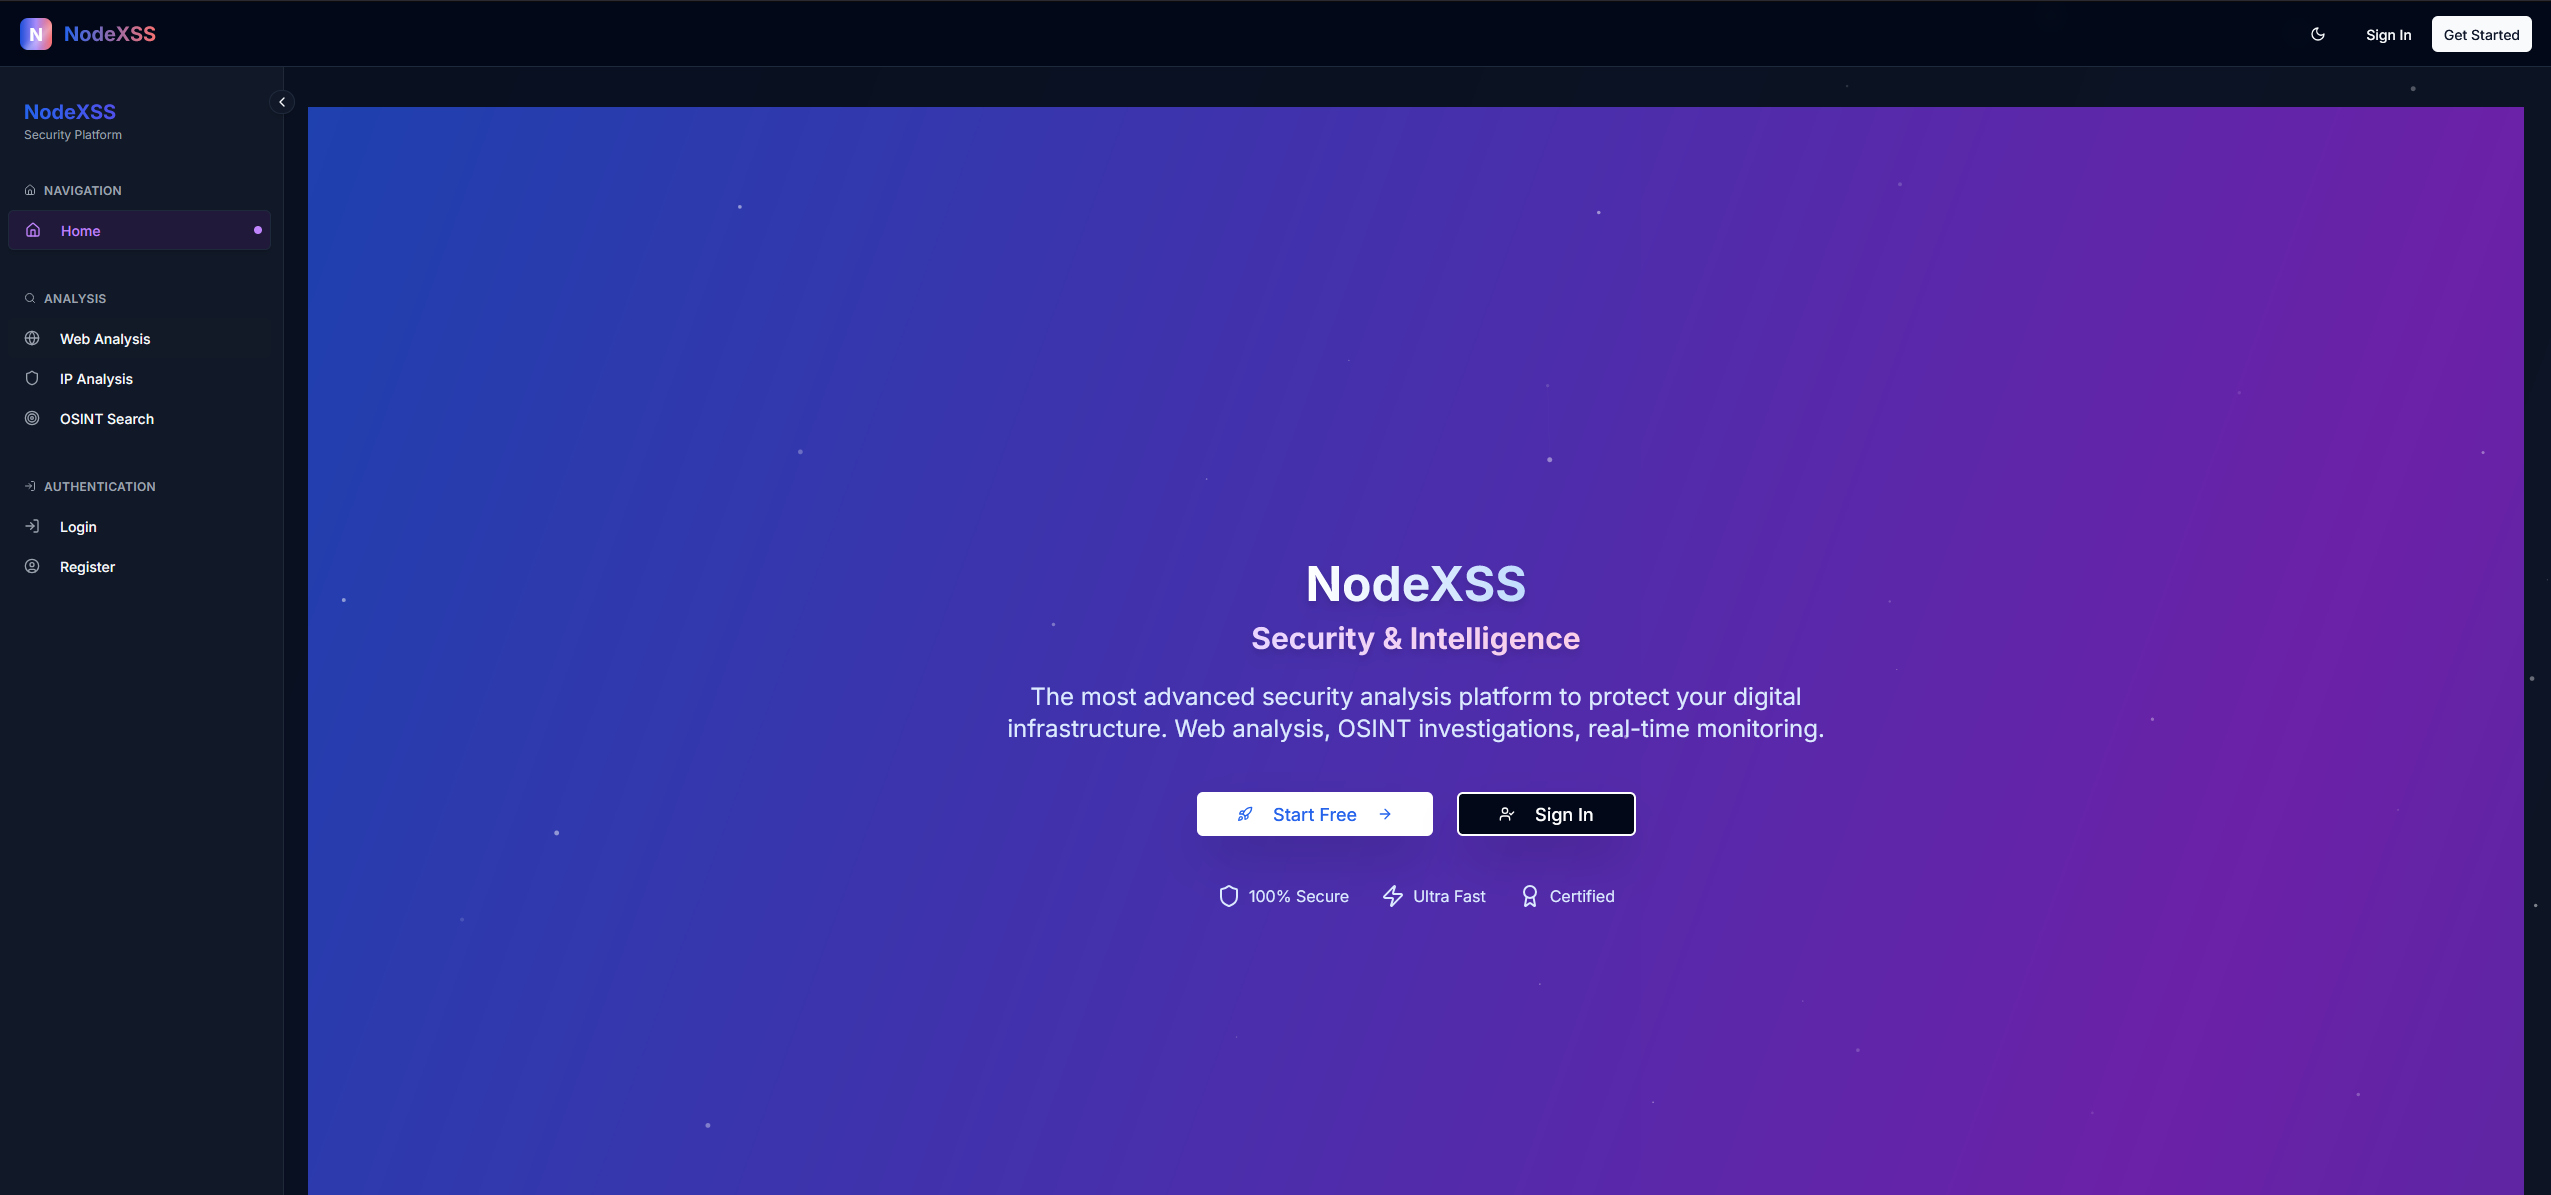 N NodeXSS
Sign In
Get Started
NodeXSS
Security Platform
NAVIGATION
Home
ANALYSIS
Web Analysis
IP Analysis
OSINT Search
AUTHENTICATION
Login
Register
NodeXSS
Security & Intelligence
The most advanced security analysis platform to protect your digital
infrastructure. Web analysis, OSINT investigations, real-time monitoring.
Start Free
Sign In
100% Secure
Ultra Fast
Certified